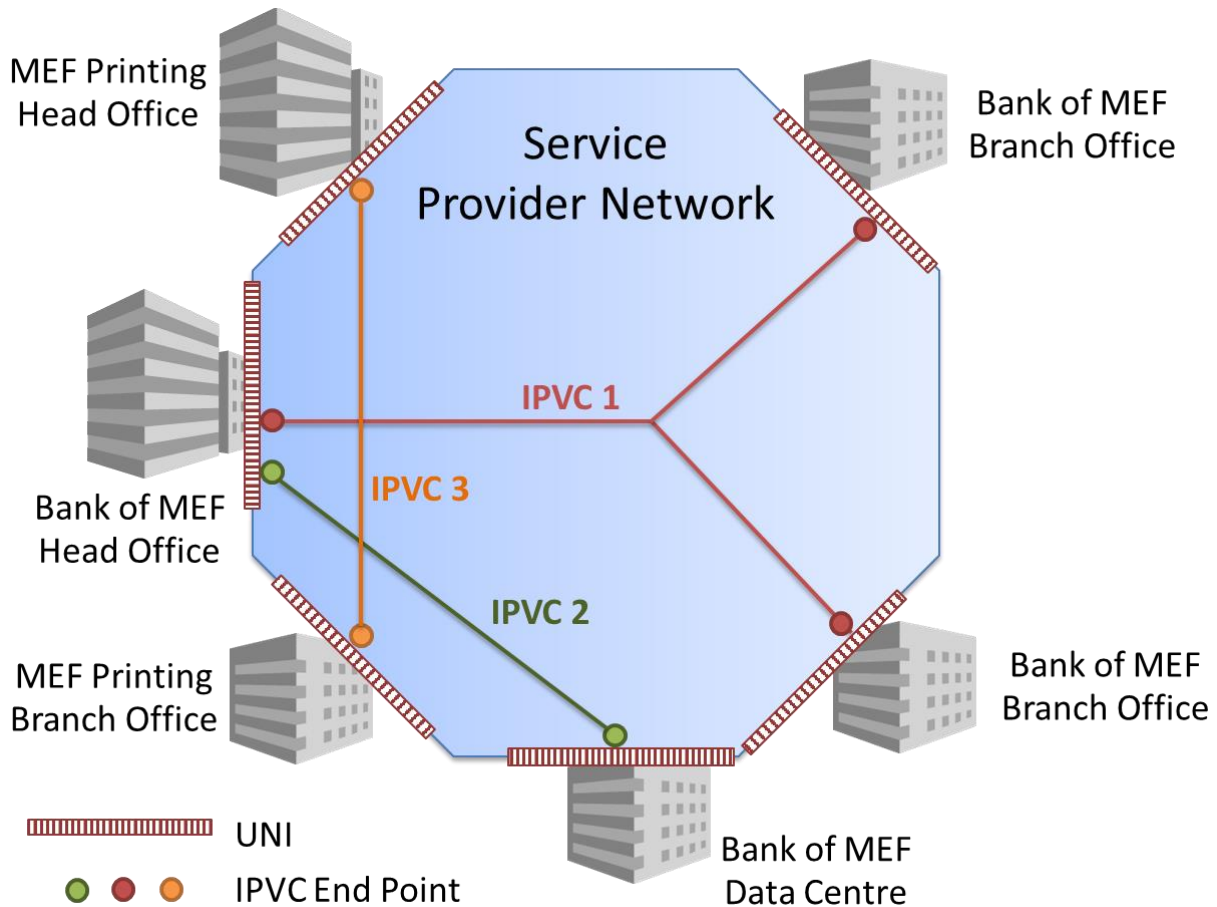 MEF Printing
Head Office
Service
Provider Network
Bank of MEF
Branch Office
IPVC 1
IPVC 3
Bank of MEF
Head Office
IPVC 2
MEF Printing
Branch Office
Bank of MEF
Branch Office
UNI
IPVC End Point
Bank of MEF
Data Centre